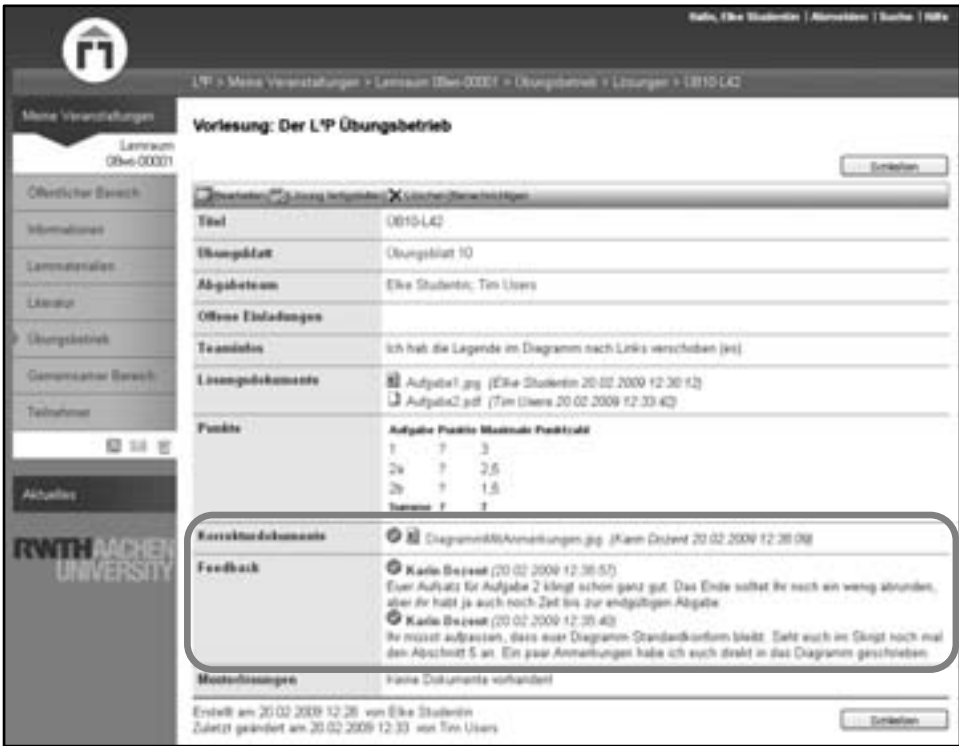 Hallo, Elke Studentin | Abmelden | Suche | Hilfe
L²P > Meine Veranstaltungen > Lernraum 08ws-00001 > Übungsbetrieb > Lösungen > ÜB10-L42
Meine Veranstaltungen
Lernraum
08ws-00001
Öffentlicher Bereich
Informationen
Lernmaterialien
Literatur
Übungsbetrieb
Gemeinsamer Bereich
Teilnehmer
Aktuelles
RWTH AACHEN
UNIVERSITY
Vorlesung: Der L²P Übungsbetrieb
Schließen
Bearbeiten | Lösung fertigstellen | Löschen | Benachrichtigen
Titel ÜB10-L42
Übungsblatt Übungsblatt 10
Abgabeteam Elke Studentin; Tim Users
Offene Einladungen
Teaminfos Ich hab die Legende im Diagramm nach Links verschoben (es)
Lösungsdokumente Aufgabe1.jpg (Elke Studentin 20.02.2009 12:30:12)
Aufgabe2.pdf (Tim Users 20.02.2009 12:33:42)
Punkte Aufgabe Punkte Maximale Punktzahl
1 ? 3
2a ? 2,5
2b ? 1,5
Summe ? 7
Korrekturdokumente DiagrammMitAnmerkungen.jpg (Karin Dozent 20.02.2009 12:38:09)
Feedback Karin Dozent (20.02.2009 12:38:57)
Euer Aufsatz für Aufgabe 2 klingt schon ganz gut. Das Ende solltet Ihr noch ein wenig abrunden,
aber ihr habt ja auch noch Zeit bis zur endgültigen Abgabe
Karin Dozent (20.02.2009 12:35:40)
Ihr müsst aufpassen, dass euer Diagramm Standardkonform bleibt. Seht euch im Skript noch mal
den Abschnitt 5 an. Ein paar Anmerkungen habe ich euch direkt in das Diagramm geschrieben.
Musterlösungen Keine Dokumente vorhanden!
Erstellt am 20.02.2009 12:28 von Elke Studentin
Zuletzt geändert am 20.02.2009 12:33 von Tim Users
Schließen